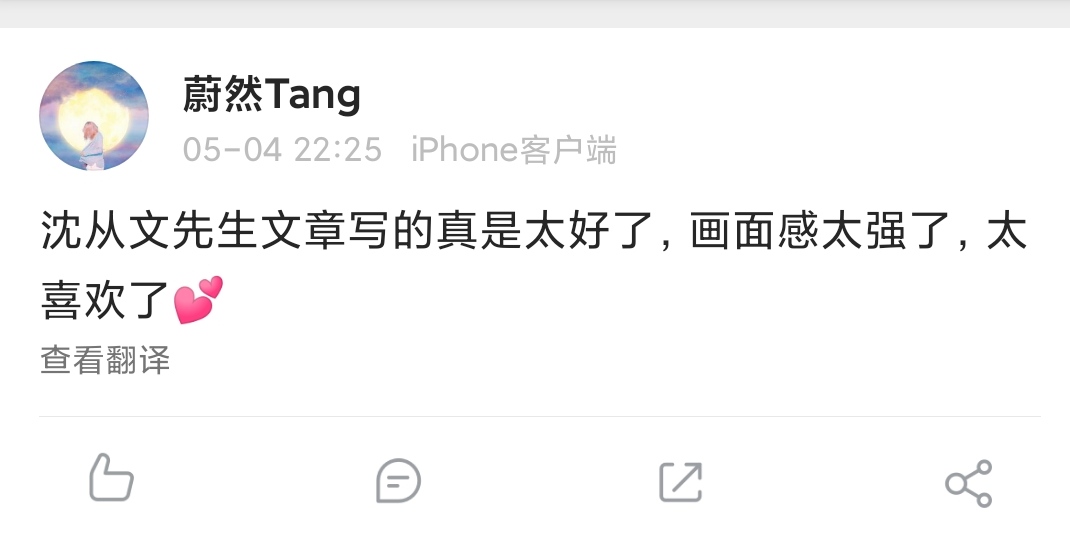 蔚然Tang
05-04 22:25 iPhone客户端
沈从文先生文章写的真是太好了，画面感太强了，太
喜欢了💕
查看翻译